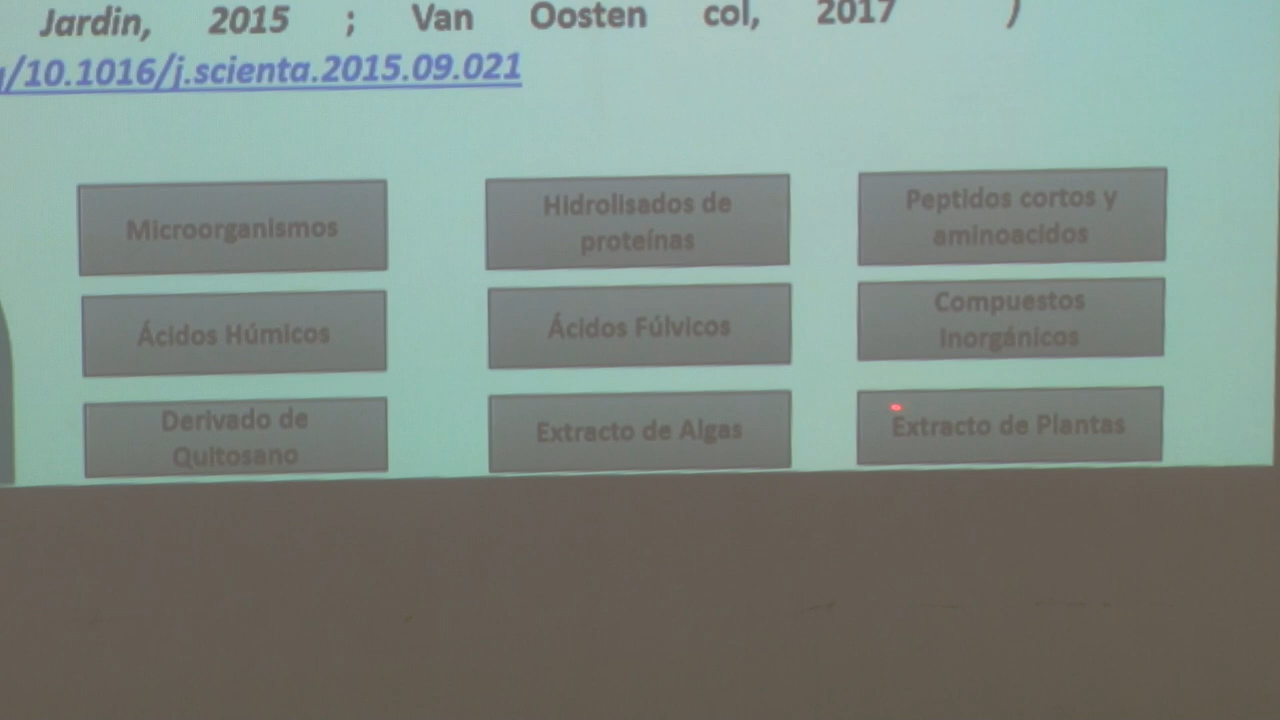 Jardin, 2015 ; Van Oosten col, 2017 )
/10.1016/j.scienta.2015.09.021
Microorganismos
Hidrolisados de
proteínas
Peptidos cortos y
aminoacidos
Ácidos Húmicos
Ácidos Fúlvicos
Compuestos
Inorgánicos
Derivado de
Quitosano
Extracto de Algas
Extracto de Plantas